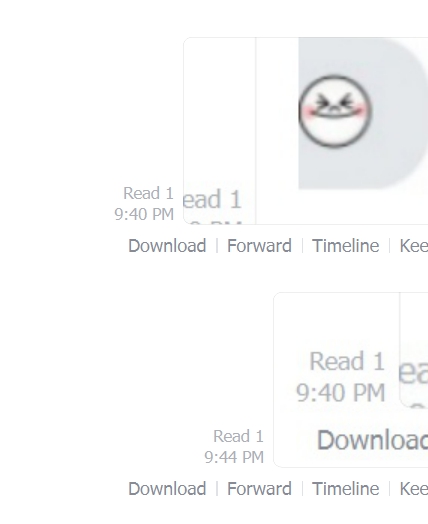 Read 1
9:40 PM
ead 1
Download | Forward | Timeline | Kee
Read 1
9:40 PM
ea
Download
Read 1
9:44 PM
Download | Forward | Timeline | Kee